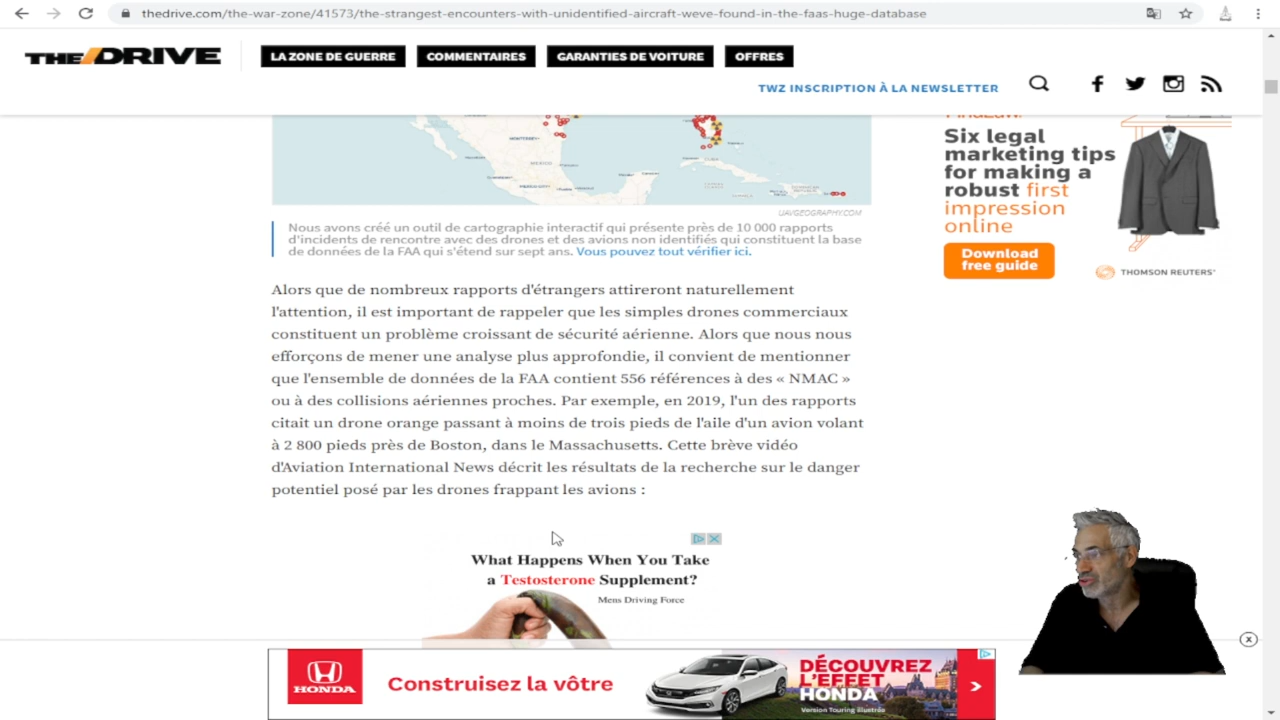 thedrive.com/the-war-zone/41573/the-strangest-encounters-with-unidentified-aircraft-weve-found-in-the-faas-huge-database
THE/DRIVE
LA ZONE DE GUERRE
COMMENTAIRES
GARANTIES DE VOITURE
OFFRES
TWZ INSCRIPTION À LA NEWSLETTER
MONTERREY
MEXICO
UAVGEOGRAPHY.COM
Nous avons créé un outil de cartographie interactif qui présente près de 10 000 rapports
d'incidents de rencontre avec des drones et des avions non identifiés qui constituent la base
de données de la FAA qui s'étend sur sept ans. Vous pouvez tout vérifier ici.
Alors que de nombreux rapports d'étrangers attireront naturellement
l'attention, il est important de rappeler que les simples drones commerciaux
constituent un problème croissant de sécurité aérienne. Alors que nous nous
efforçons de mener une analyse plus approfondie, il convient de mentionner
que l'ensemble de données de la FAA contient 556 références à des « NMAC »
ou à des collisions aériennes proches. Par exemple, en 2019, l'un des rapports
citait un drone orange passant à moins de trois pieds de l'aile d'un avion volant
à 2 800 pieds près de Boston, dans le Massachusetts. Cette brève vidéo
d'Aviation International News décrit les résultats de la recherche sur le danger
potentiel posé par les drones frappant les avions :
Six legal
marketing tips
for making a
robust first
impression
online
Download
free guide
THOMSON REUTERS
What Happens When You Take
a Testosterone Supplement?
Mens Driving Force
HONDA
Construisez la vôtre
DÉCOUVREZ
L'EFFET
HONDA
Version Touring illustrée